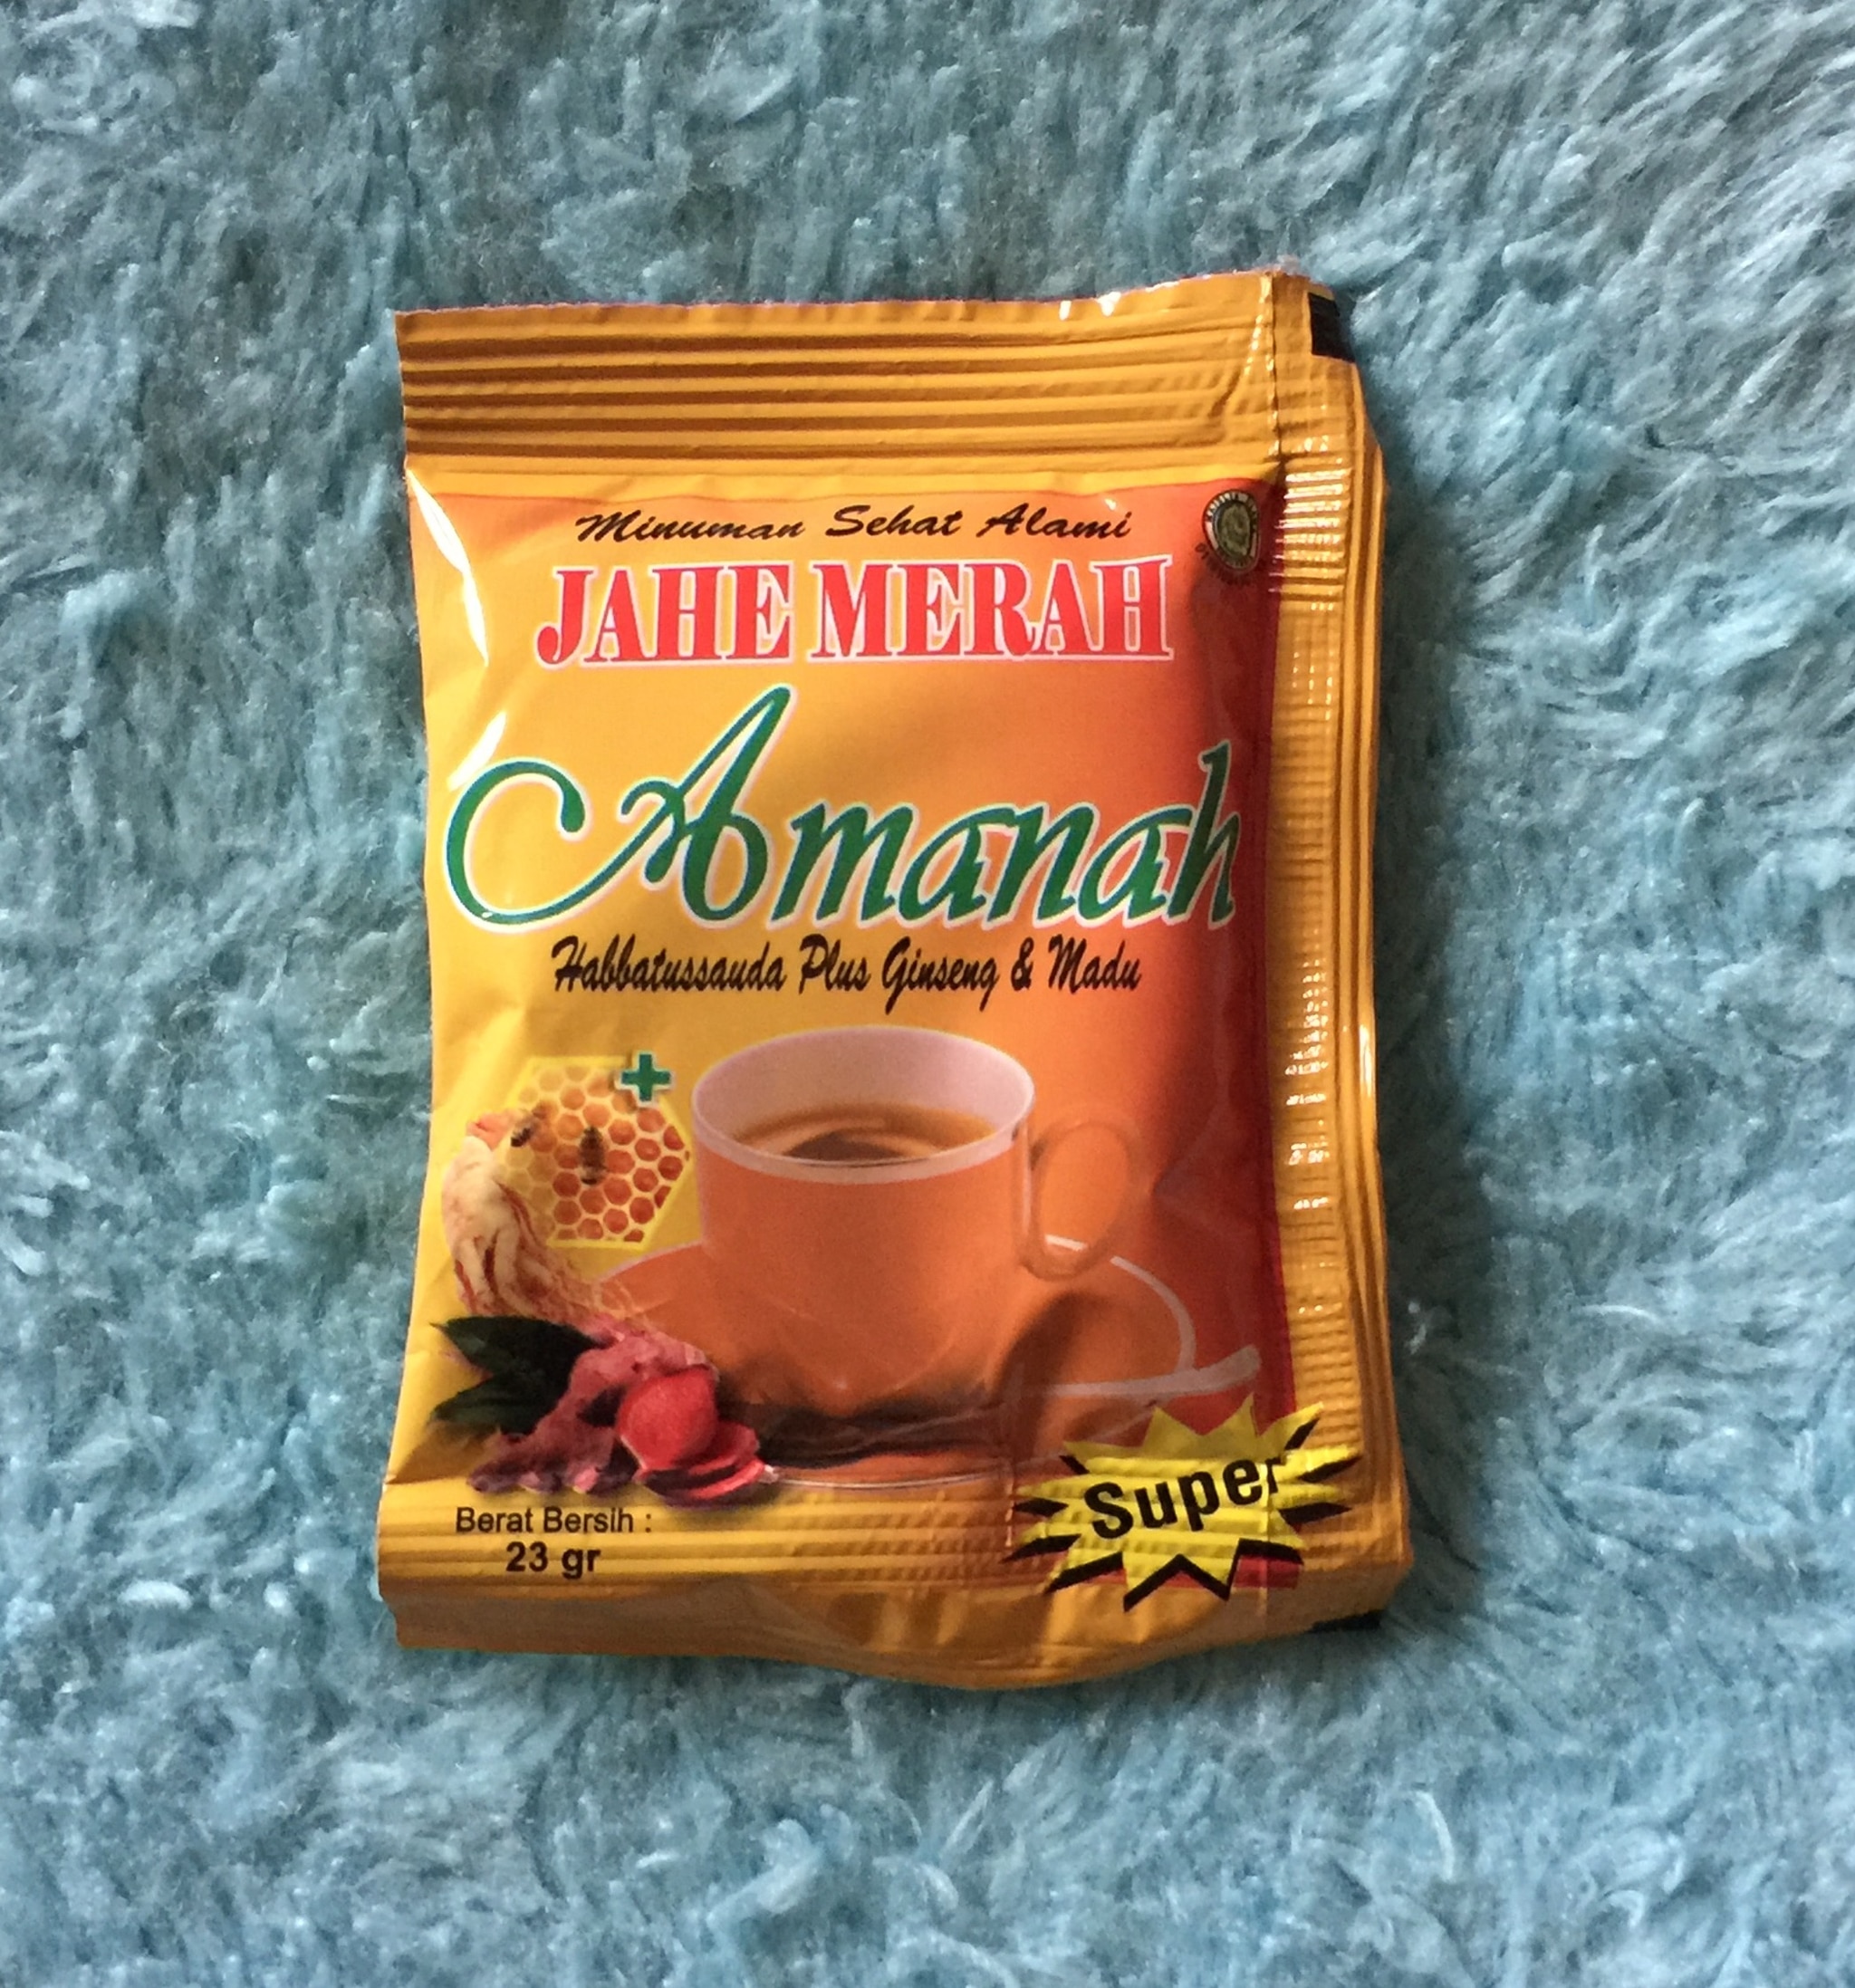 Minuman Sehat Alami
JAHE MERAH
Amanah
Habbatussauda Plus Ginseng & Madu
Super
Berat Bersih :
23 gr